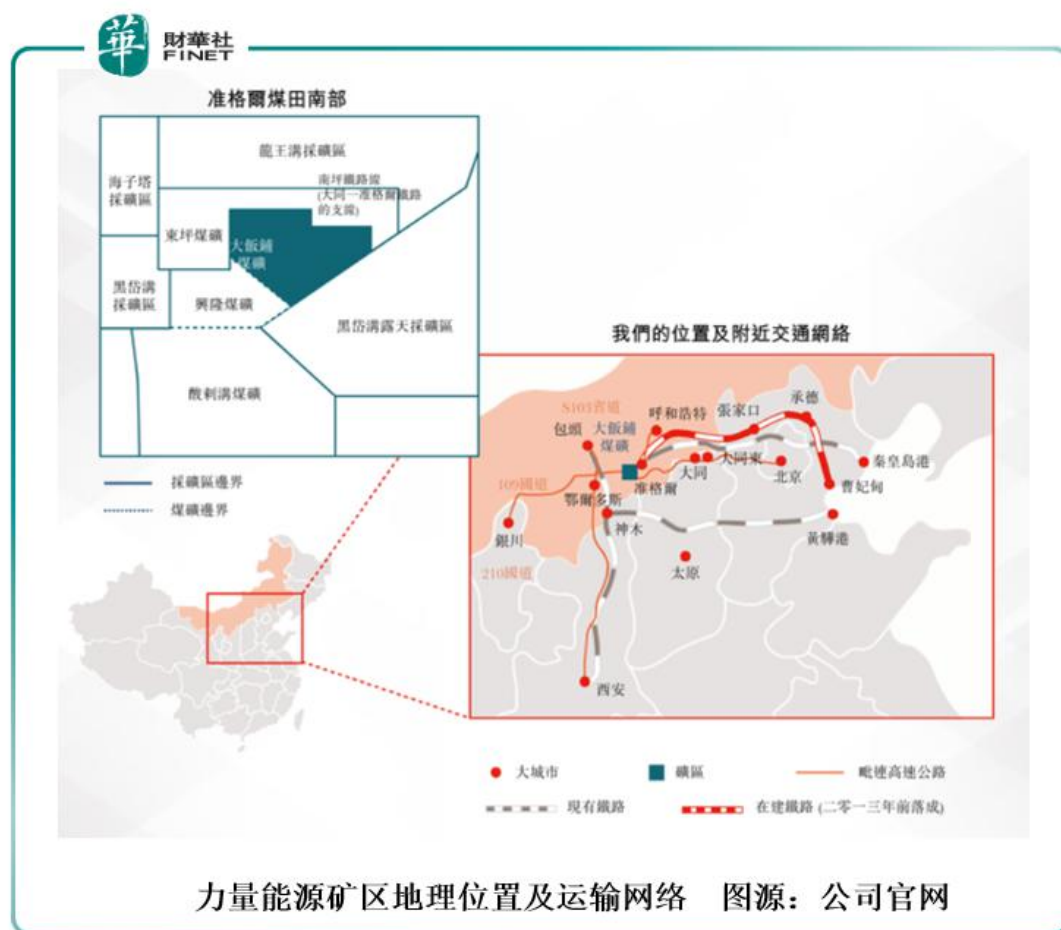 華
財華社
FINET
准格爾煤田南部
龍王溝採礦區
海子塔
採礦區
南坪鐵路線
(大同一准格爾鐵路
的支線)
東坪煤礦
大飯鋪
煤礦
黑岱溝
採礦區
興隆煤礦
黑岱溝露天採礦區
酸刺溝煤礦
採礦區邊界
煤礦邊界
我們的位置及附近交通網絡
S103省道
呼和浩特
張家口
承德
包頭
大飯鋪
煤礦
大同
大同東
北京
秦皇島港
109國道
准格爾
曹妃甸
鄂爾多斯
神木
黃驊港
銀川
太原
210國道
西安
大城市
礦區
毗連高速公路
現有鐵路
在建鐵路 (二零一三年前落成)
力量能源矿区地理位置及运输网络 图源：公司官网